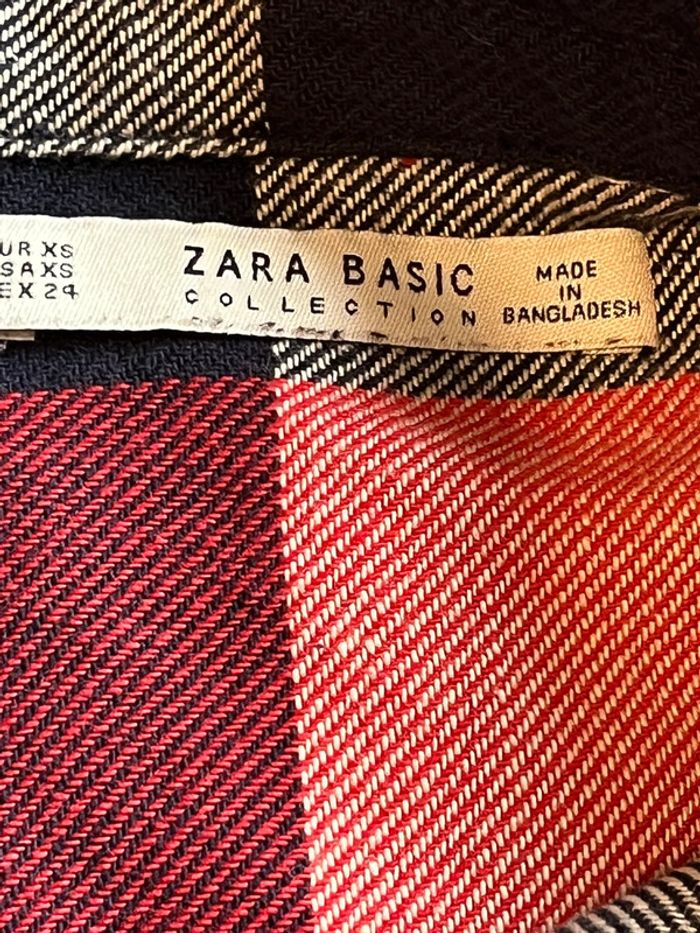 UR XS
SA XS
EX 24
ZARA BASIC
COLLECTION
MADE
IN
BANGLADESH